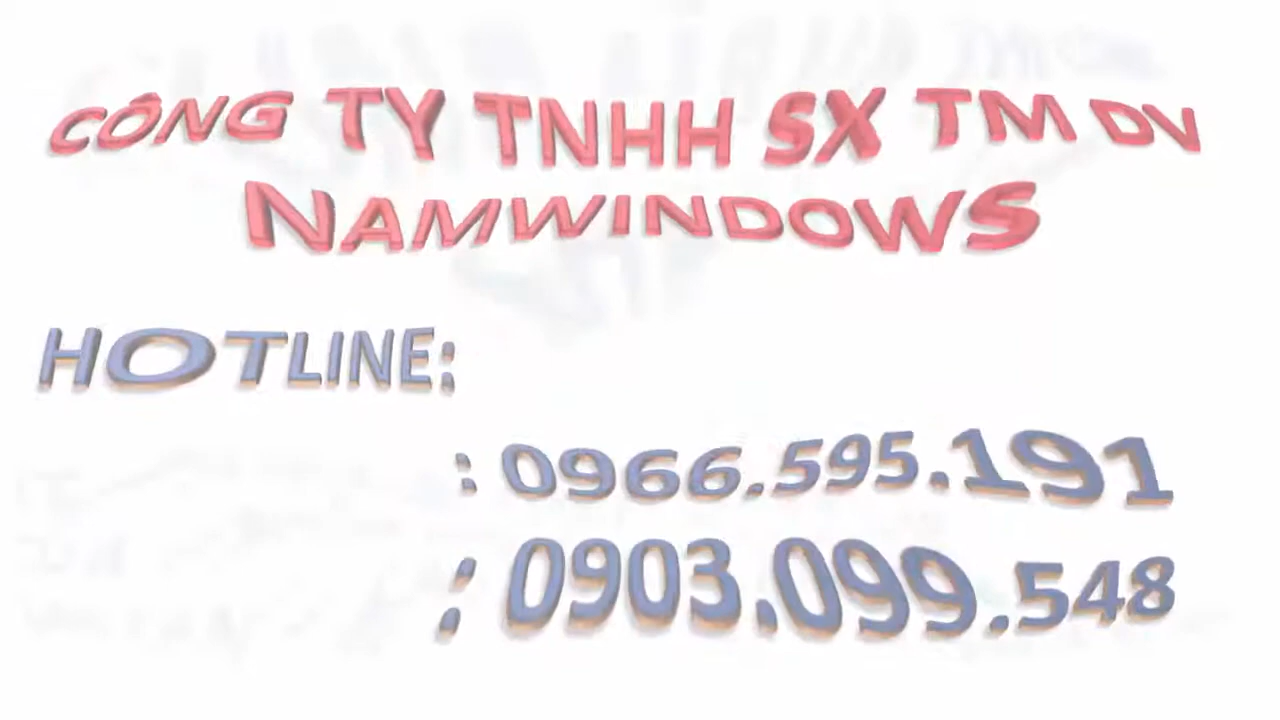 CÔNG TY TNHH SX TM DV
NAMWINDOWS
HOTLINE:
: 0966.595.191
: 0903.099.548